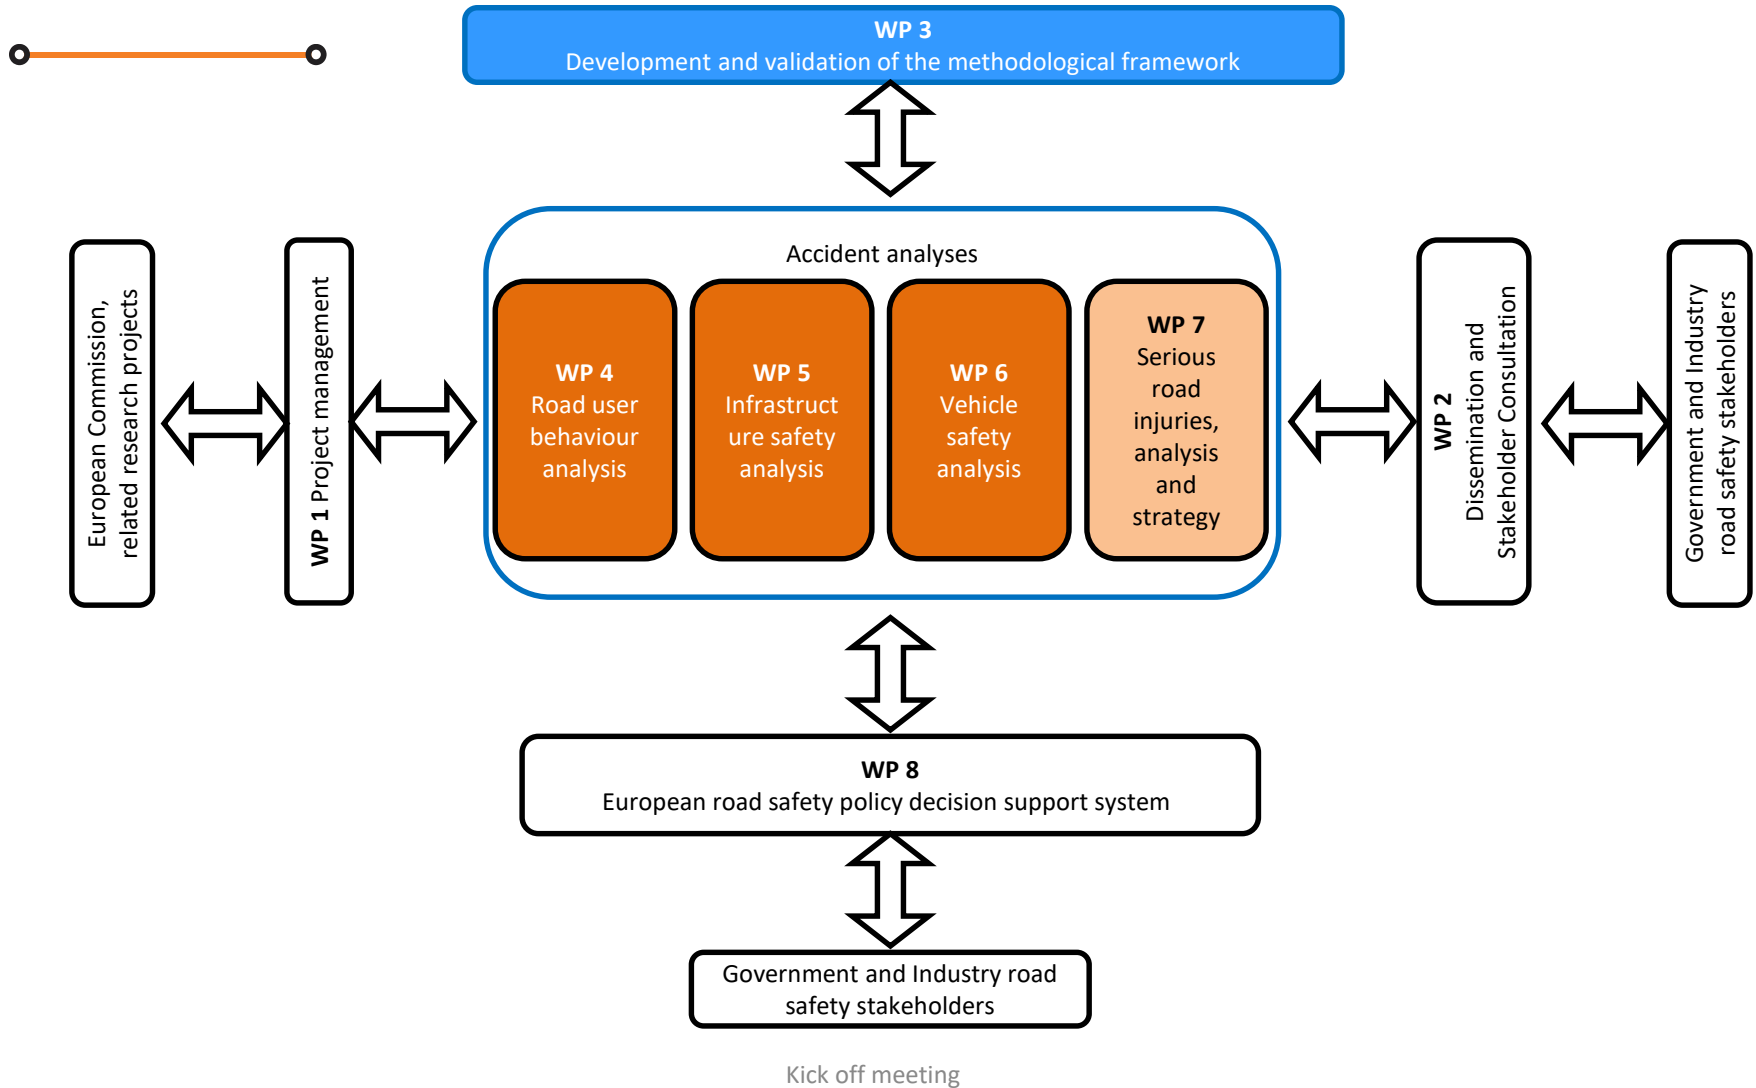 WP 3
Development and validation of the methodological framework
European Commission,
related research projects
WP 1 Project management
Accident analyses
WP 4
Road user
behaviour
analysis
WP 5
Infrastruct
ure safety
analysis
WP 6
Vehicle
safety
analysis
WP 7
Serious
road
injuries,
analysis
and
strategy
WP 2
Dissemination and
Stakeholder Consultation
Government and Industry
road safety stakeholders
WP 8
European road safety policy decision support system
Government and Industry road
safety stakeholders
Kick off meeting